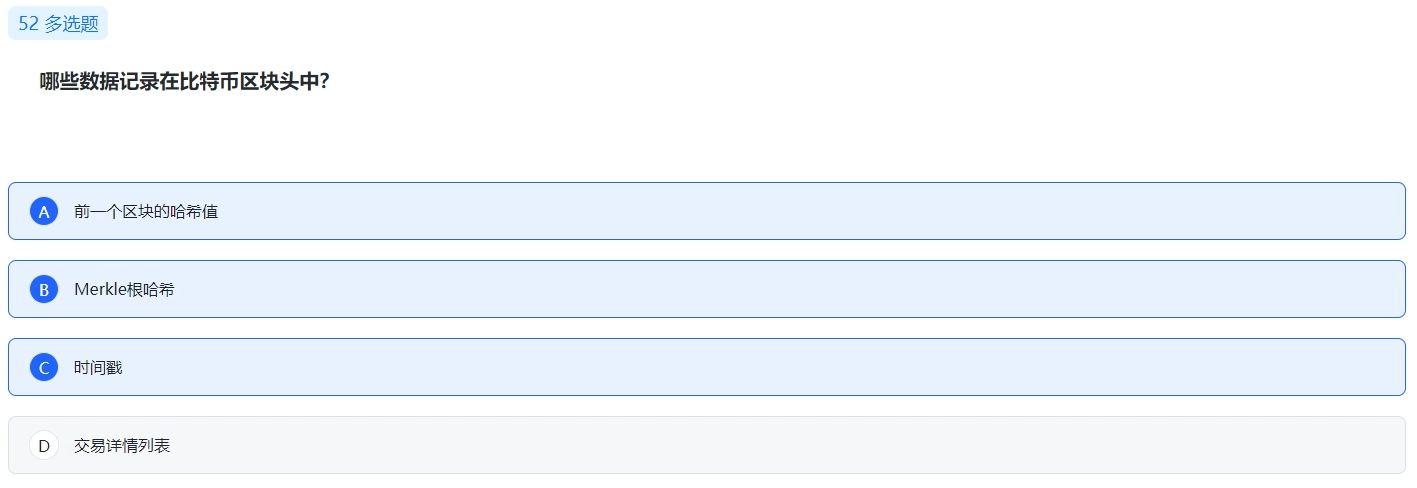 52 多选题
哪些数据记录在比特币区块头中？
A 前一个区块的哈希值
B Merkle根哈希
C 时间戳
D 交易详情列表